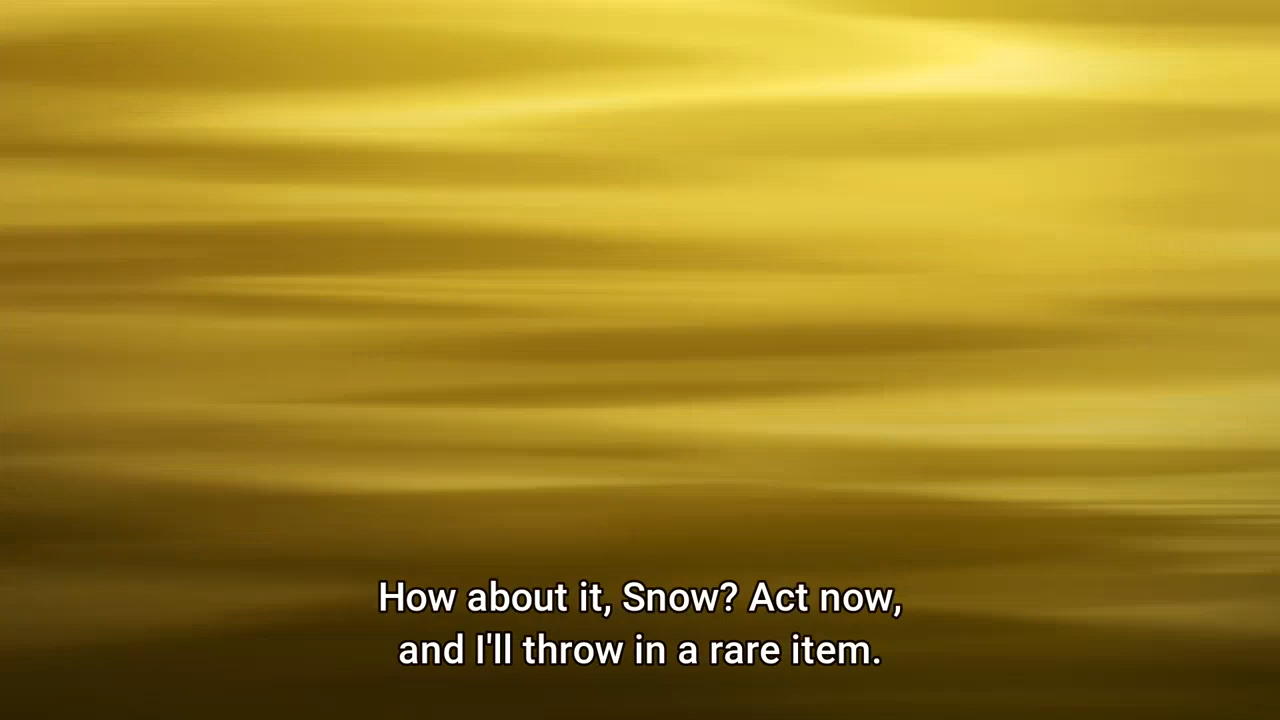 How about it, Snow? Act now,
and I'll throw in a rare item.